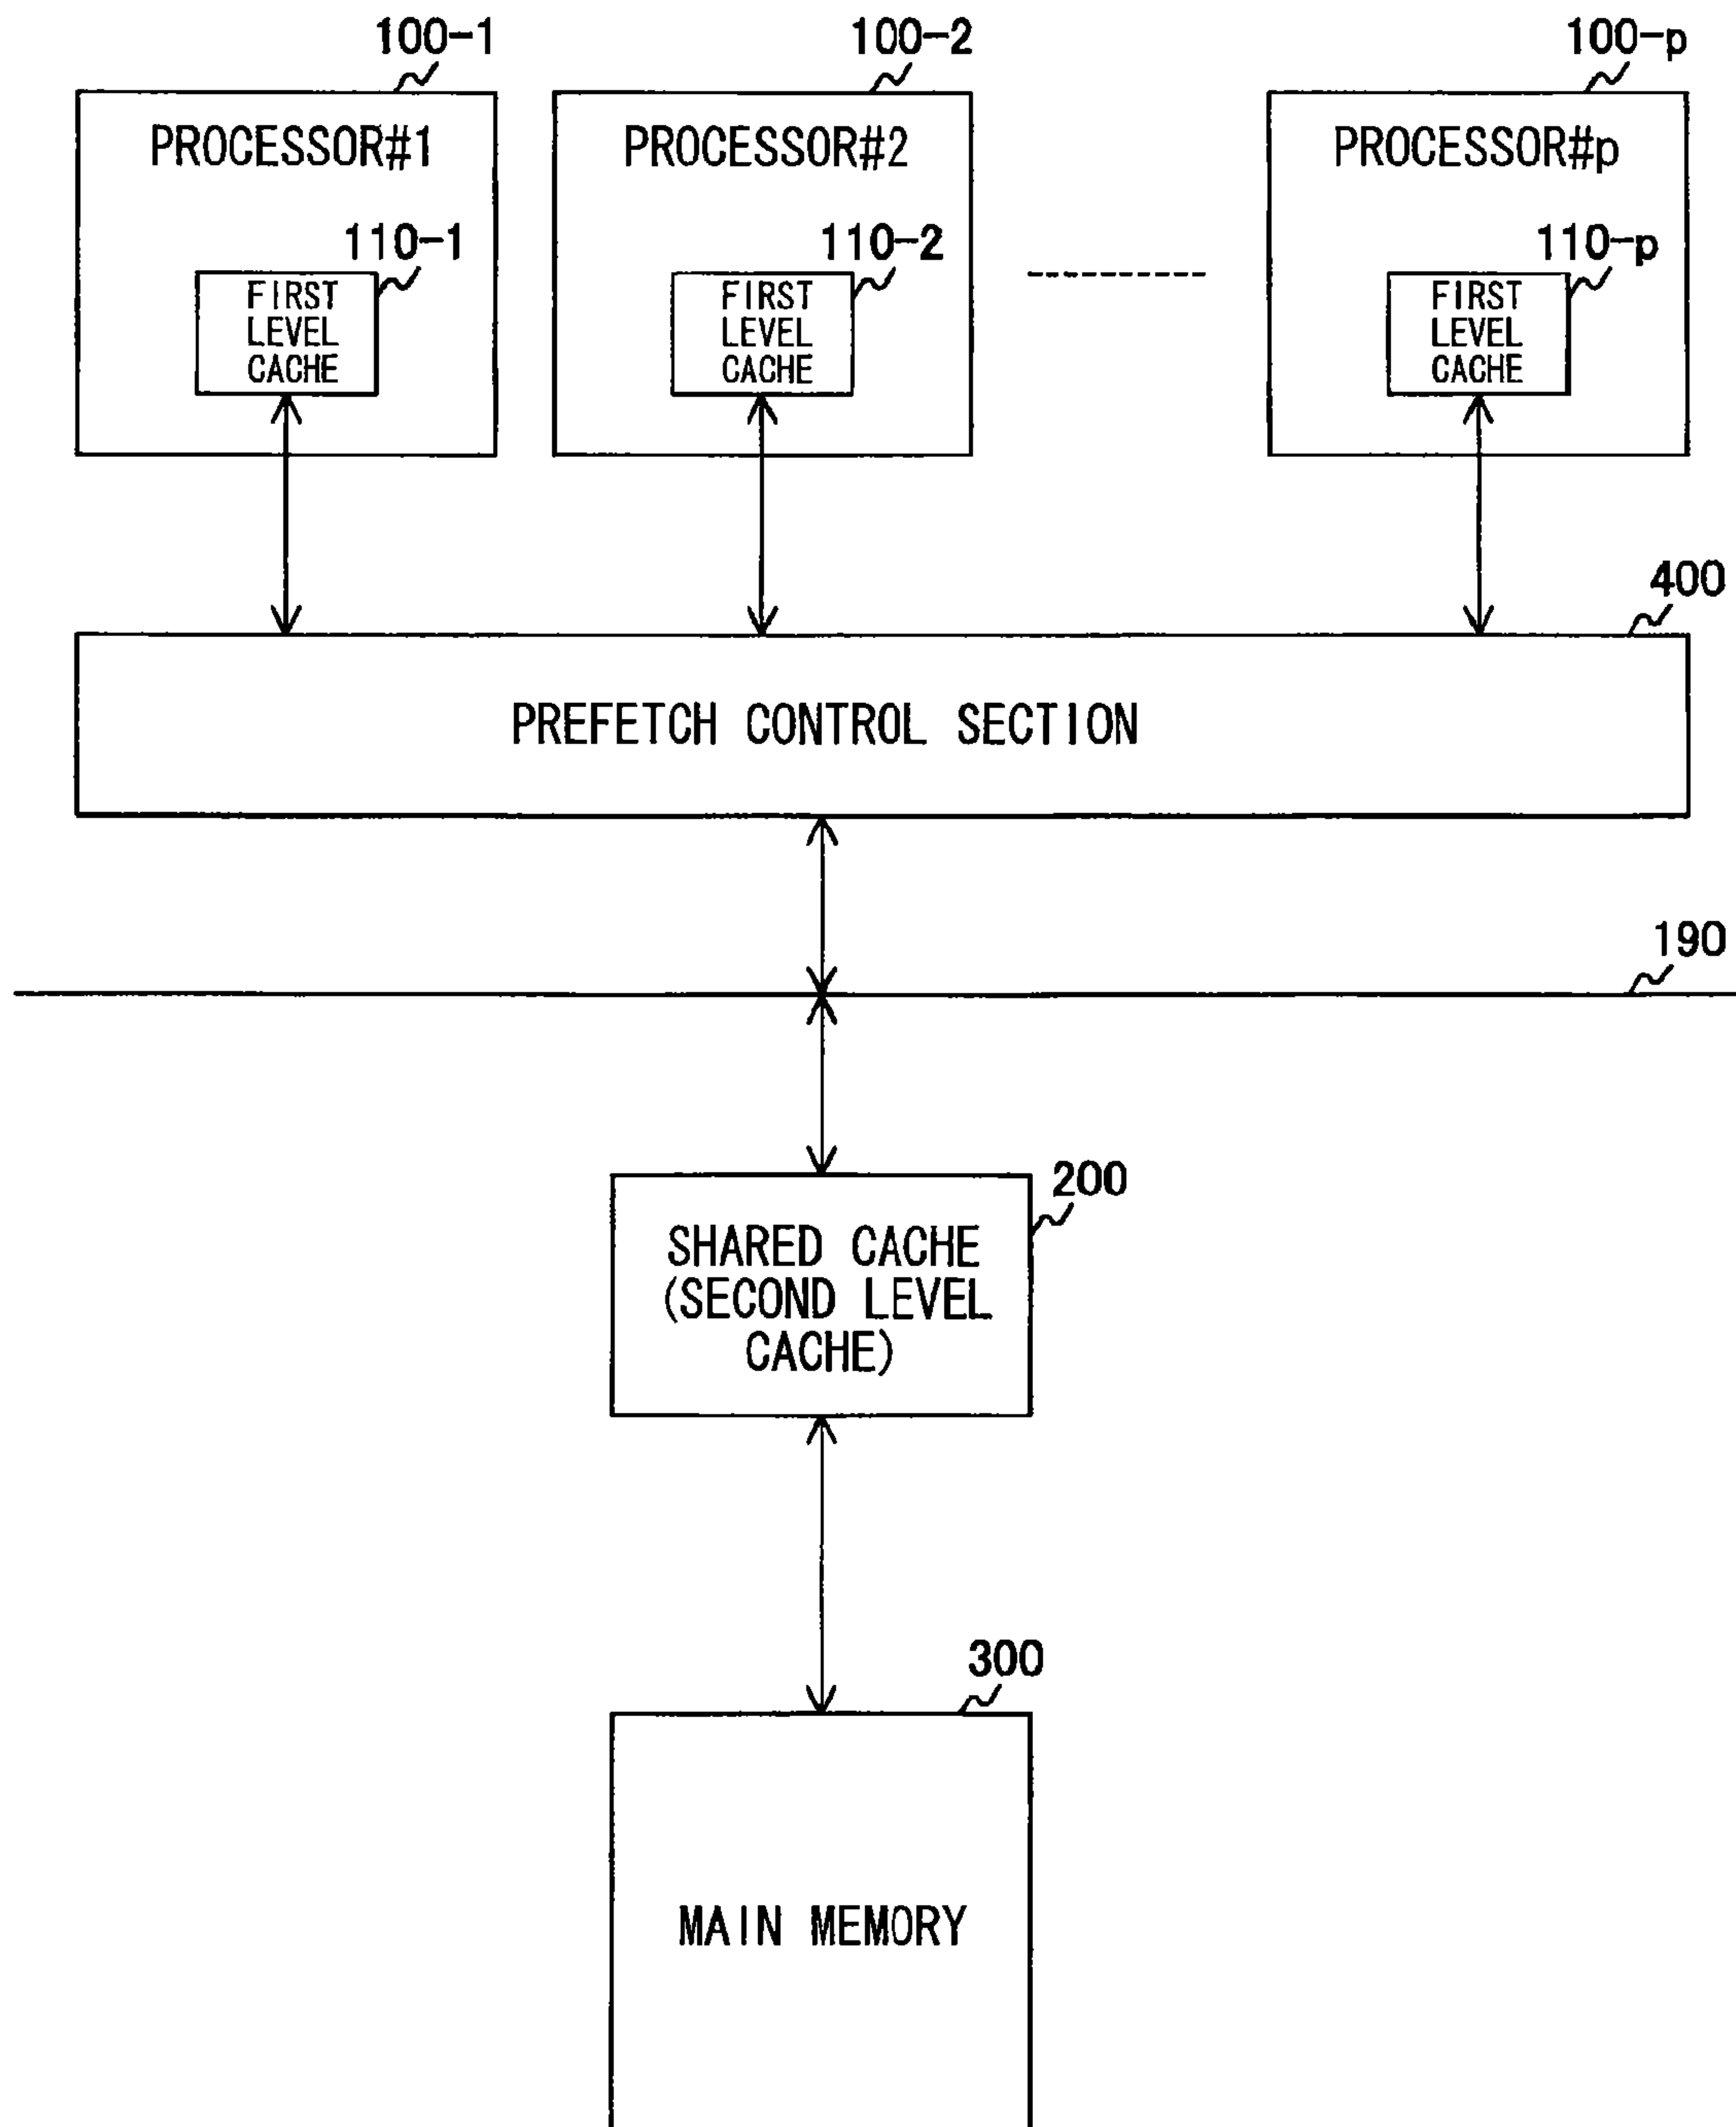 100-1
100-2
100-p
PROCESSOR#1
PROCESSOR#2
PROCESSOR#p
110-1
110-2
110-p
FIRST
LEVEL
CACHE
FIRST
LEVEL
CACHE
FIRST
LEVEL
CACHE
400
PREFETCH CONTROL SECTION
190
200
SHARED CACHE
(SECOND LEVEL
CACHE)
300
MAIN MEMORY